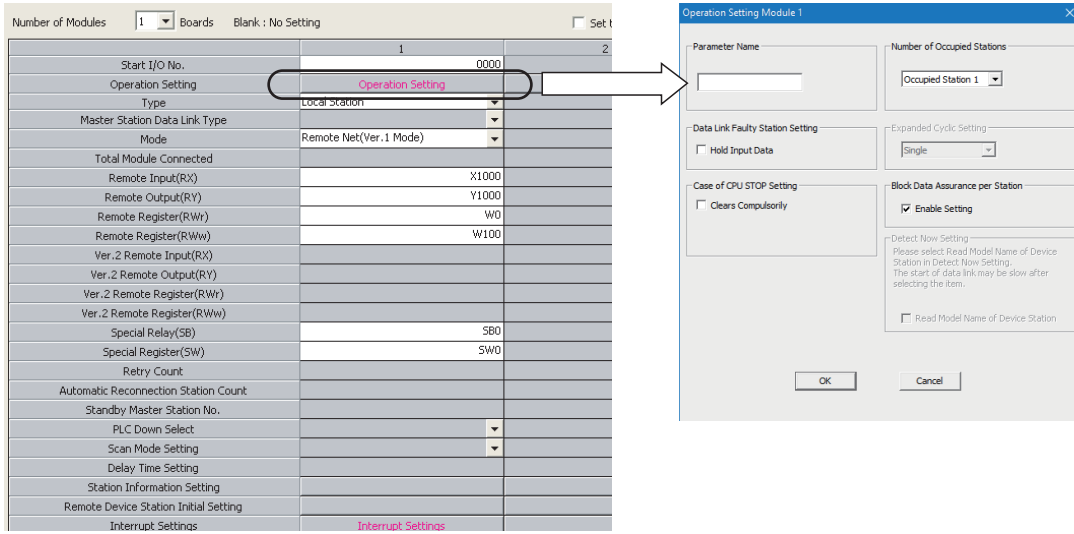 Number of Modules 1 Boards Blank : No Setting Set t
1 2
Start I/O No. 0000
Operation Setting Operation Setting
Type Local Station
Master Station Data Link Type
Mode Remote Net(Ver.1 Mode)
Total Module Connected
Remote Input(RX) X1000
Remote Output(RY) Y1000
Remote Register(RWr) W0
Remote Register(RWw) W100
Ver.2 Remote Input(RX)
Ver.2 Remote Output(RY)
Ver.2 Remote Register(RWr)
Ver.2 Remote Register(RWw)
Special Relay(SB) SB0
Special Register(SW) SW0
Retry Count
Automatic Reconnection Station Count
Standby Master Station No.
PLC Down Select
Scan Mode Setting
Delay Time Setting
Station Information Setting
Remote Device Station Initial Setting
Interrupt Settings Interrupt Settings
Operation Setting Module 1
Parameter Name
Number of Occupied Stations
Occupied Station 1
Data Link Faulty Station Setting
Hold Input Data
Expanded Cyclic Setting
Single
Case of CPU STOP Setting
Clears Compulsorily
Block Data Assurance per Station
Enable Setting
Detect Now Setting
Please select Read Model Name of Device
Station in Detect Now Setting.
The start of data link may be slow after
selecting the item.
Read Model Name of Device Station
OK Cancel